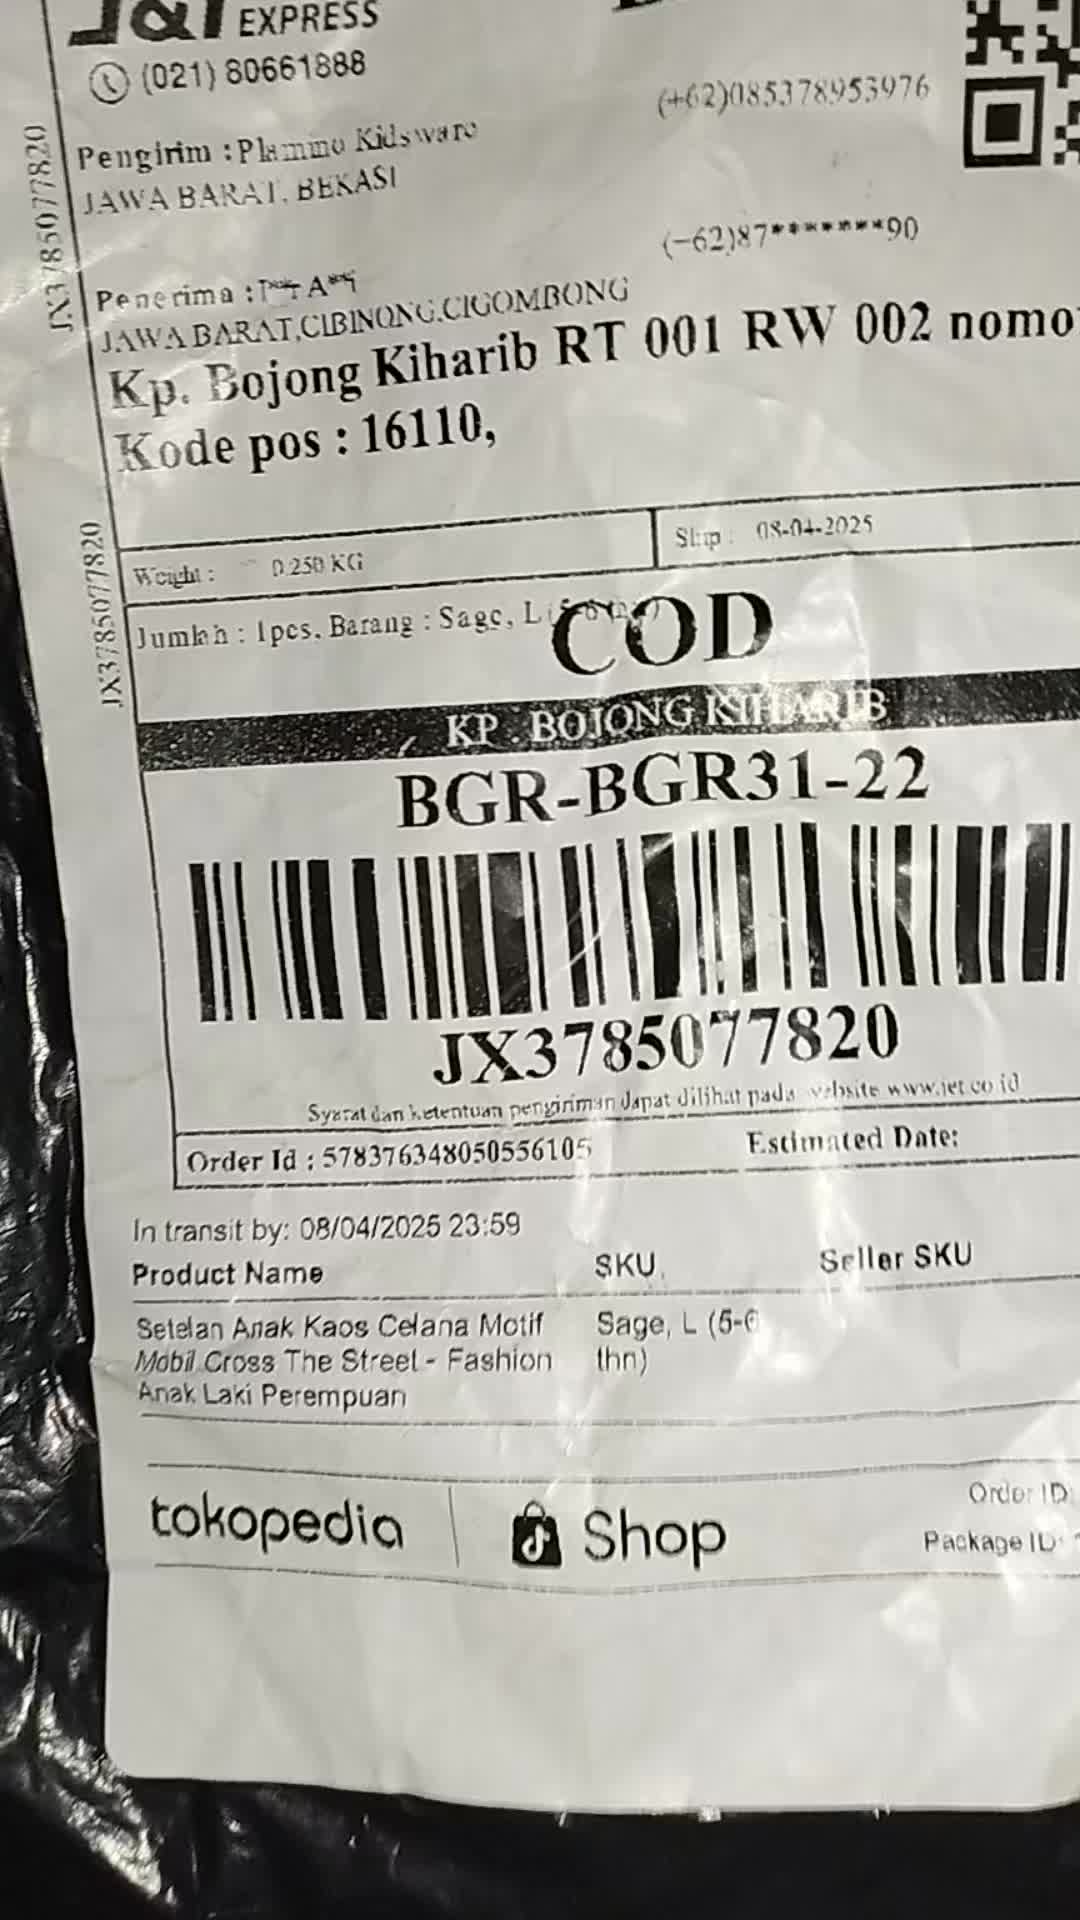 J&T EXPRESS
(021) 80661888
(+62)085378953976
Pengirim :Plammo Kidsware
JAWA BARAT, BEKASI
(-62)87*******90
Penerima :
JAWA BARAT,CIBINONG,CIGOMBONG
Kp. Bojong Kiharib RT 001 RW 002 nomo
Kode pos : 16110,
JX3785077820
JX3785077820
Weight : 0.250 KG
Ship : 08-04-2025
Jumlah : 1pcs, Barang : Sage, L (5-6
COD
KP. BOJONG KIHARIB
BGR-BGR31-22
JX3785077820
Syarat dan ketentuan pengiriman dapat dilihat pada website www.jet.co.id
Order Id : 578376348050556105
Estimated Date:
In transit by: 08/04/2025 23:59
Product Name SKU Seller SKU
Setelan Anak Kaos Celana Motif Sage, L (5-6
Mobil Cross The Street - Fashion thn)
Anak Laki Perempuan
tokopedia Shop
Order ID:
Package ID: